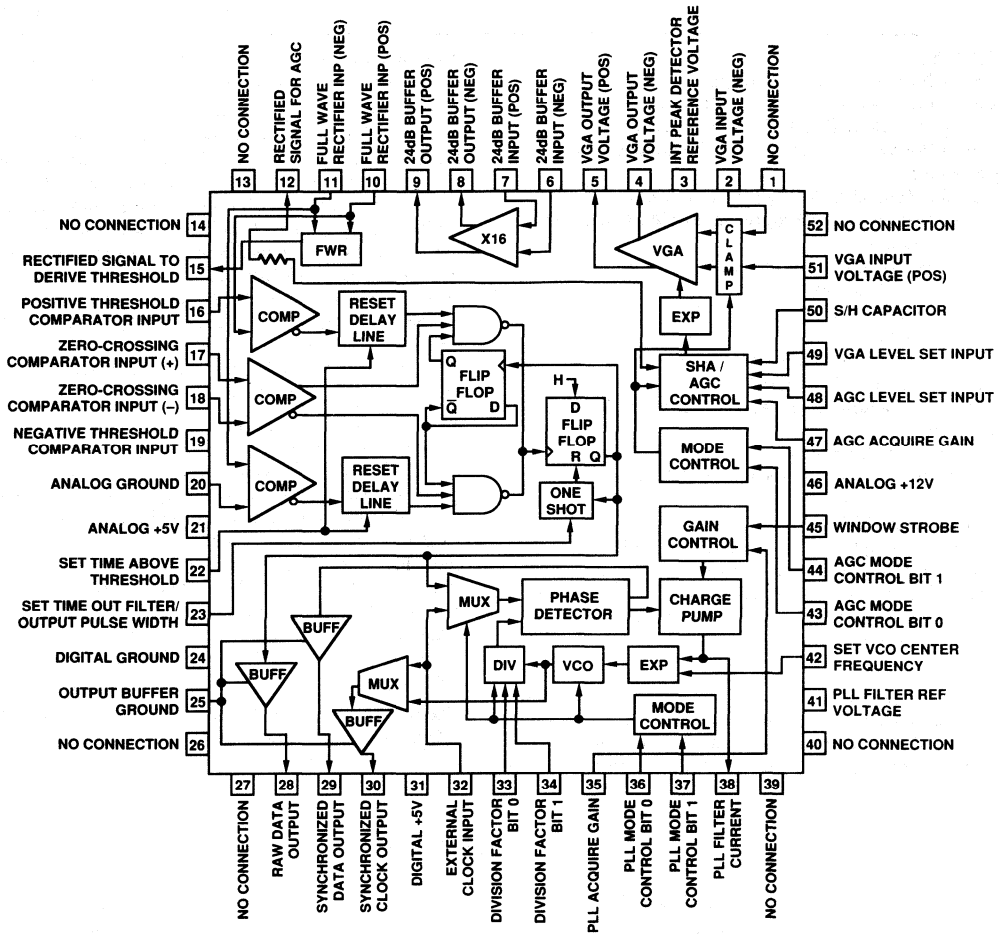 NO CONNECTION
RECTIFIED
SIGNAL FOR AGC
FULL WAVE
RECTIFIER INP (NEG)
FULL WAVE
RECTIFIER INP (POS)
24dB BUFFER
OUTPUT (POS)
24dB BUFFER
OUTPUT (NEG)
24dB BUFFER
INPUT (POS)
24dB BUFFER
INPUT (NEG)
VGA OUTPUT
VOLTAGE (POS)
VGA OUTPUT
VOLTAGE (NEG)
INT PEAK DETECTOR
REFERENCE VOLTAGE
VGA INPUT
VOLTAGE (NEG)
NO CONNECTION
13
12
11
10
9
8
7
6
5
4
3
2
1
NO CONNECTION
14
RECTIFIED SIGNAL TO
DERIVE THRESHOLD
15
POSITIVE THRESHOLD
COMPARATOR INPUT
16
ZERO-CROSSING
COMPARATOR INPUT (+)
17
ZERO-CROSSING
COMPARATOR INPUT (–)
18
NEGATIVE THRESHOLD
COMPARATOR INPUT
19
ANALOG GROUND
20
ANALOG +5V
21
SET TIME ABOVE
THRESHOLD
22
SET TIME OUT FILTER/
OUTPUT PULSE WIDTH
23
DIGITAL GROUND
24
OUTPUT BUFFER
GROUND
25
NO CONNECTION
26
FWR
X16
VGA
CLAMP
EXP
COMP
RESET
DELAY
LINE
COMP
Q
FLIP
FLOP
Q
D
SHA /
AGC
CONTROL
H
D
FLIP
FLOP
R Q
COMP
RESET
DELAY
LINE
ONE
SHOT
MODE
CONTROL
GAIN
CONTROL
MUX
PHASE
DETECTOR
CHARGE
PUMP
BUFF
BUFF
MUX
BUFF
DIV
VCO
EXP
MODE
CONTROL
52
NO CONNECTION
51
VGA INPUT
VOLTAGE (POS)
50
S/H CAPACITOR
49
VGA LEVEL SET INPUT
48
AGC LEVEL SET INPUT
47
AGC ACQUIRE GAIN
46
ANALOG +12V
45
WINDOW STROBE
44
AGC MODE
CONTROL BIT 1
43
AGC MODE
CONTROL BIT 0
42
SET VCO CENTER
FREQUENCY
41
PLL FILTER REF
VOLTAGE
40
NO CONNECTION
27
28
29
30
31
32
33
34
35
36
37
38
39
NO CONNECTION
RAW DATA
OUTPUT
SYNCHRONIZED
DATA OUTPUT
SYNCHRONIZED
CLOCK OUTPUT
DIGITAL +5V
EXTERNAL
CLOCK INPUT
DIVISION FACTOR
BIT 0
DIVISION FACTOR
BIT 1
PLL ACQUIRE GAIN
PLL MODE
CONTROL BIT 0
PLL MODE
CONTROL BIT 1
PLL FILTER
CURRENT
NO CONNECTION